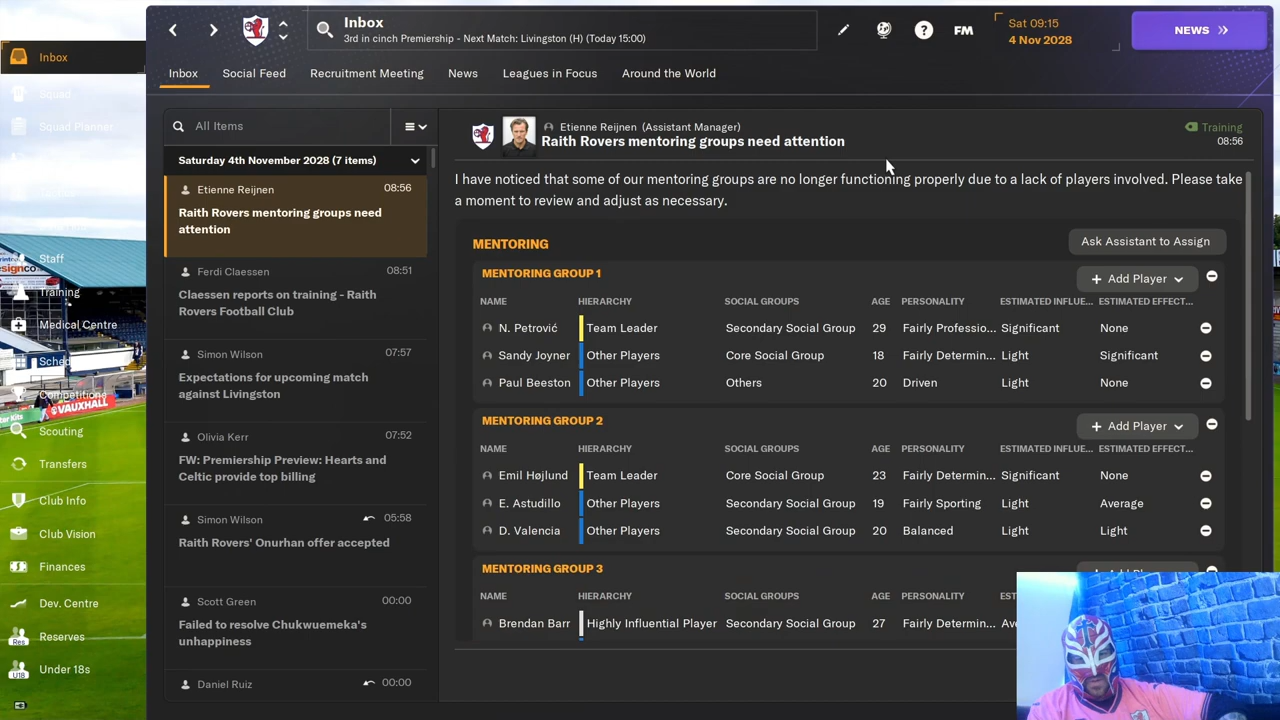 Inbox
3rd in cinch Premiership - Next Match: Livingston (H) (Today 15:00)
FM
Sat 09:15
4 Nov 2028
NEWS
Inbox
Social Feed
Recruitment Meeting
News
Leagues in Focus
Around the World
Inbox
Squad
Squad Planner
Staff
Training
Medical Centre
Sched
Competitions
Scouting
Transfers
Club Info
Club Vision
Finances
Dev. Centre
Res
Reserves
U18
Under 18s
VAUXHALL
All Items
Saturday 4th November 2028 (7 items)
Etienne Reijnen 08:56
Raith Rovers mentoring groups need
attention
Ferdi Claessen 08:51
Claessen reports on training - Raith
Rovers Football Club
Simon Wilson 07:57
Expectations for upcoming match
against Livingston
Olivia Kerr 07:52
FW: Premiership Preview: Hearts and
Celtic provide top billing
Simon Wilson 05:58
Raith Rovers' Onurhan offer accepted
Scott Green 00:00
Failed to resolve Chukwuemeka's
unhappiness
Daniel Ruiz 00:00
Etienne Reijnen (Assistant Manager)
Raith Rovers mentoring groups need attention
Training
08:56
I have noticed that some of our mentoring groups are no longer functioning properly due to a lack of players involved. Please take
a moment to review and adjust as necessary.
MENTORING
Ask Assistant to Assign
MENTORING GROUP 1
+ Add Player
NAME HIERARCHY SOCIAL GROUPS AGE PERSONALITY ESTIMATED INFLUE... ESTIMATED EFFECT...
N. Petrović Team Leader Secondary Social Group 29 Fairly Professio... Significant None
Sandy Joyner Other Players Core Social Group 18 Fairly Determin... Light Significant
Paul Beeston Other Players Others 20 Driven Light None
MENTORING GROUP 2
+ Add Player
NAME HIERARCHY SOCIAL GROUPS AGE PERSONALITY ESTIMATED INFLUE... ESTIMATED EFFECT...
Emil Højlund Team Leader Core Social Group 23 Fairly Determin... Significant None
E. Astudillo Other Players Secondary Social Group 19 Fairly Sporting Light Average
D. Valencia Other Players Secondary Social Group 20 Balanced Light Light
MENTORING GROUP 3
NAME HIERARCHY SOCIAL GROUPS AGE PERSONALITY
Brendan Barr Highly Influential Player Secondary Social Group 27 Fairly Determin...